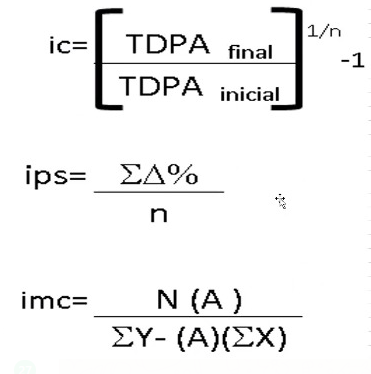 ic= [ TDPA final / TDPA inicial ] 1/n -1
ips= ΣΔ% / n
imc= N (A ) / ΣY- (A)(ΣX)